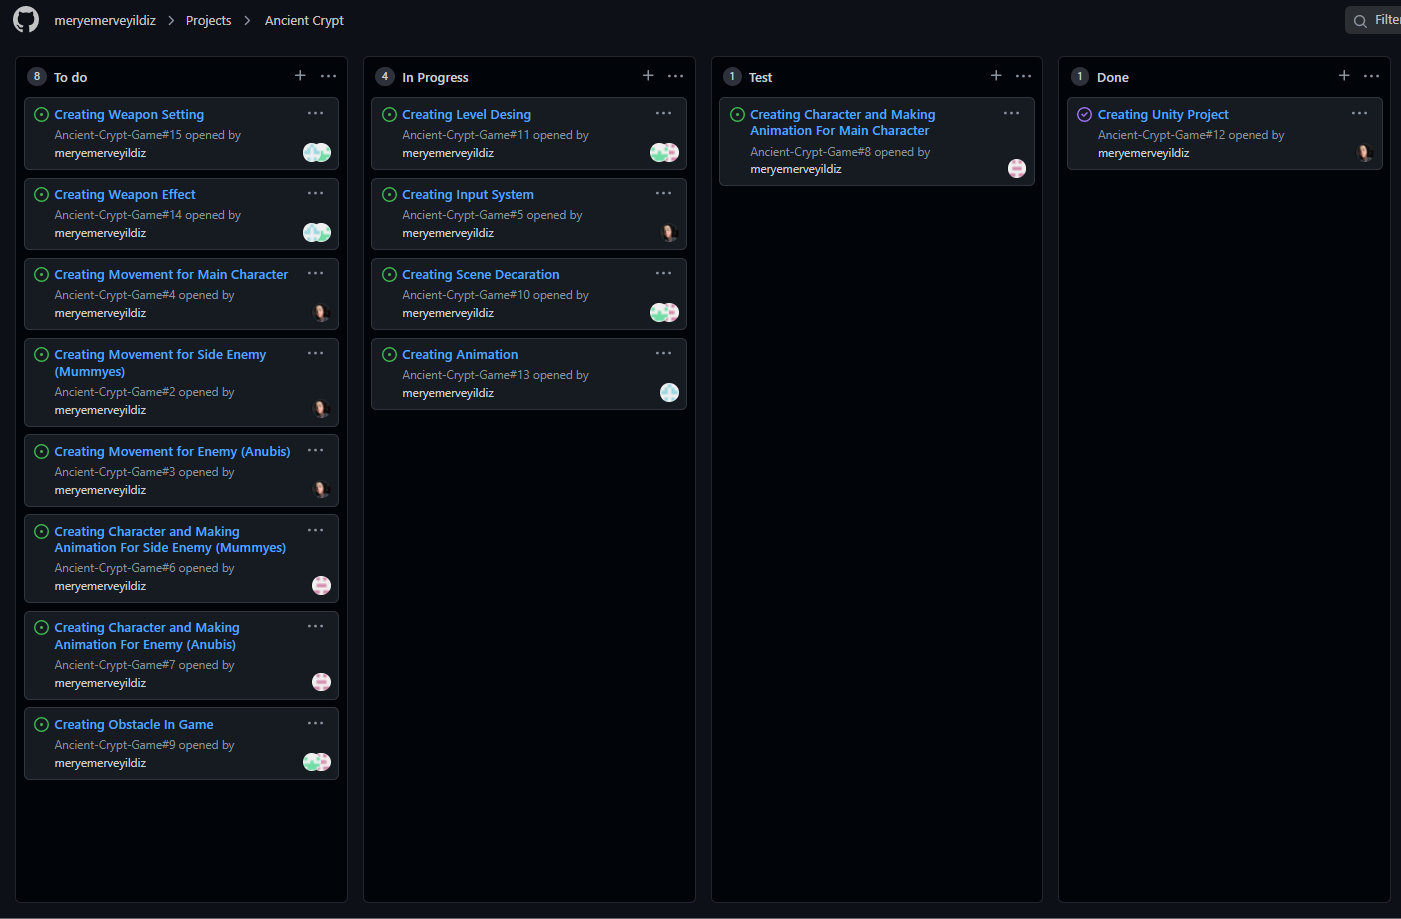 meryemerveyildiz > Projects > Ancient Crypt
Filter
8 To do
Creating Weapon Setting
Ancient-Crypt-Game#15 opened by
meryemerveyildiz
Creating Weapon Effect
Ancient-Crypt-Game#14 opened by
meryemerveyildiz
Creating Movement for Main Character
Ancient-Crypt-Game#4 opened by
meryemerveyildiz
Creating Movement for Side Enemy
(Mummyes)
Ancient-Crypt-Game#2 opened by
meryemerveyildiz
Creating Movement for Enemy (Anubis)
Ancient-Crypt-Game#3 opened by
meryemerveyildiz
Creating Character and Making
Animation For Side Enemy (Mummyes)
Ancient-Crypt-Game#6 opened by
meryemerveyildiz
Creating Character and Making
Animation For Enemy (Anubis)
Ancient-Crypt-Game#7 opened by
meryemerveyildiz
Creating Obstacle In Game
Ancient-Crypt-Game#9 opened by
meryemerveyildiz
4 In Progress
Creating Level Desing
Ancient-Crypt-Game#11 opened by
meryemerveyildiz
Creating Input System
Ancient-Crypt-Game#5 opened by
meryemerveyildiz
Creating Scene Decaration
Ancient-Crypt-Game#10 opened by
meryemerveyildiz
Creating Animation
Ancient-Crypt-Game#13 opened by
meryemerveyildiz
1 Test
Creating Character and Making
Animation For Main Character
Ancient-Crypt-Game#8 opened by
meryemerveyildiz
1 Done
Creating Unity Project
Ancient-Crypt-Game#12 opened by
meryemerveyildiz